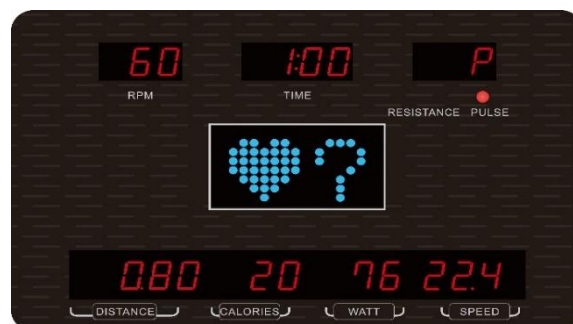 60 1:00 P
RPM TIME
RESISTANCE PULSE
?
0.80 20 76 22.4
DISTANCE CALORIES WATT SPEED